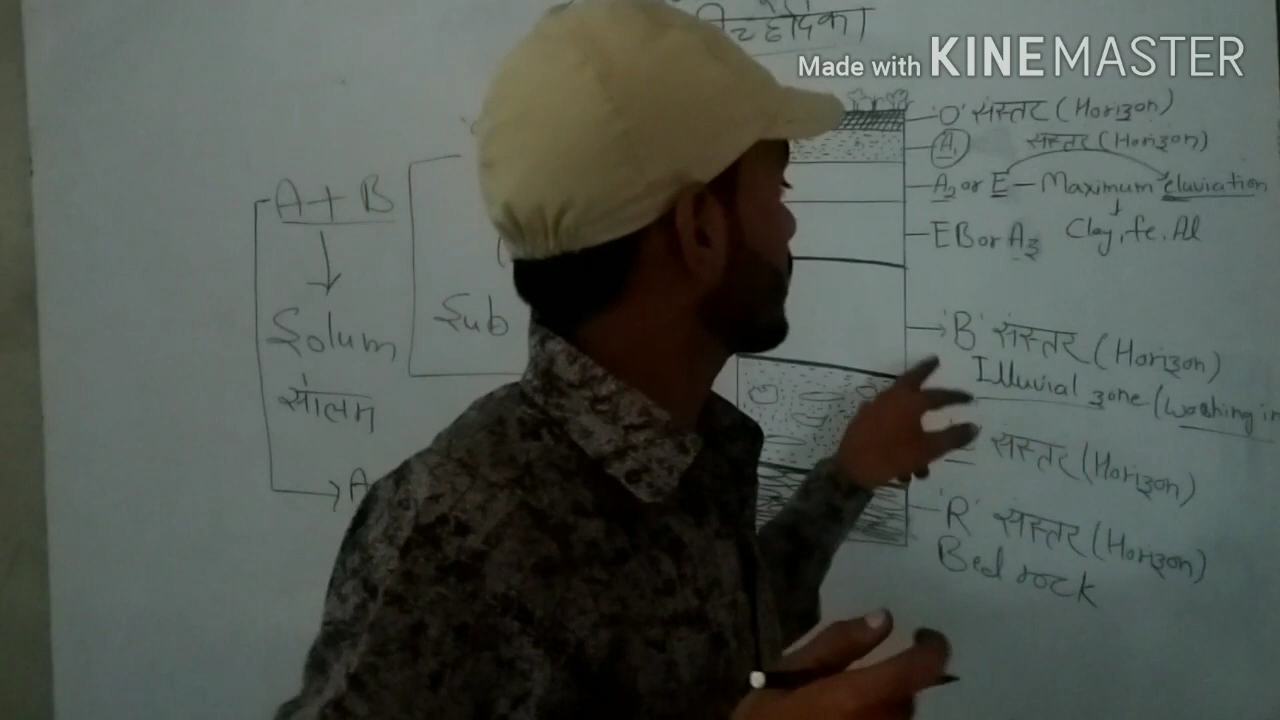 Made with KINEMASTER
'O' संस्तर (Horizon)
A₁ संस्तर (Horizon)
A₂ or E – Maximum eluviation
EB or A₃ Clay, fe, Al
A + B
Solum
सोलम
Sub
'B' संस्तर (Horizon)
Illuvial zone (Washing in
संस्तर (Horizon)
'R' संस्तर (Horizon)
Bed rock
A